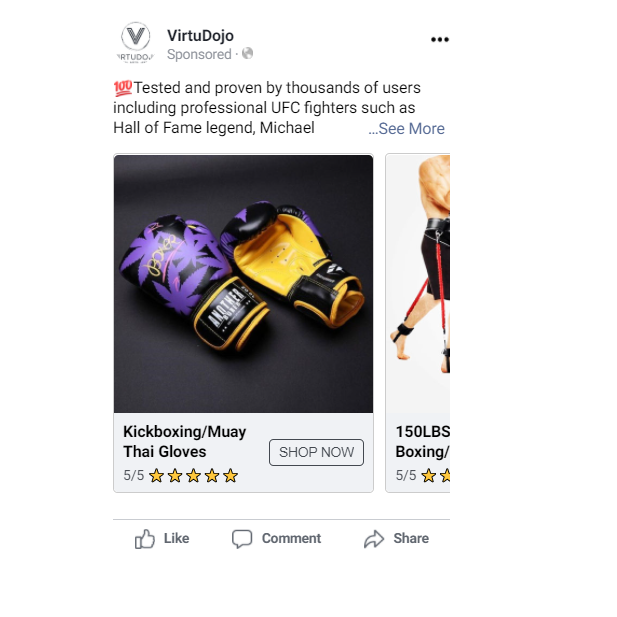 VirtuDojo
Sponsored ·
💯Tested and proven by thousands of users
including professional UFC fighters such as
Hall of Fame legend, Michael ...See More
ANOTHER
Kickboxing/Muay
Thai Gloves
SHOP NOW
5/5
150LBS
Boxing/
5/5
Like
Comment
Share